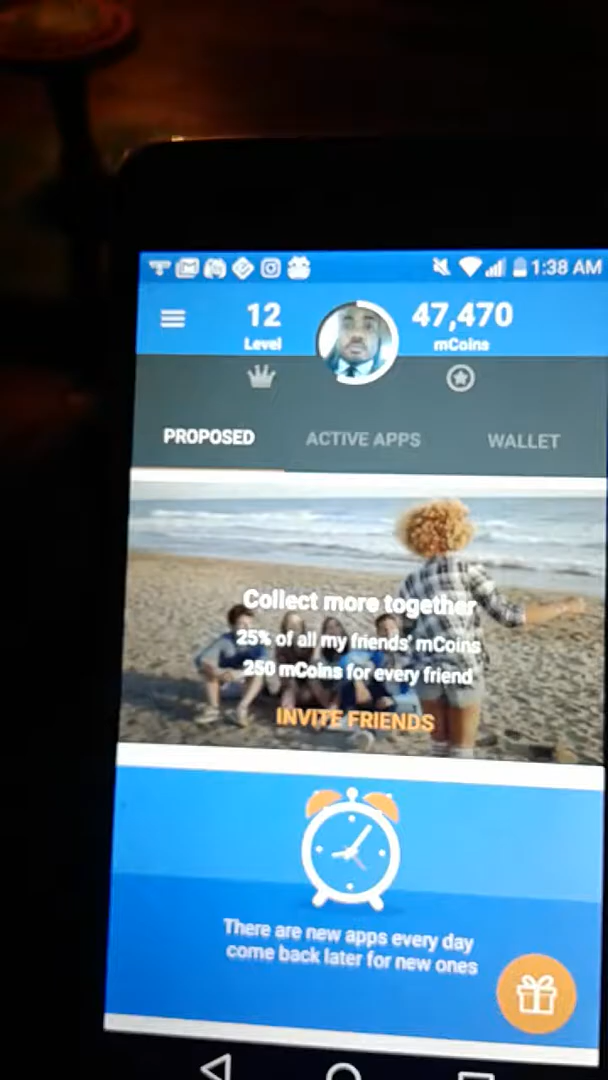 1:38 AM
12
Level
47,470
mCoins
PROPOSED
ACTIVE APPS
WALLET
Collect more together
25% of all my friends' mCoins
250 mCoins for every friend
INVITE FRIENDS
There are new apps every day
come back later for new ones